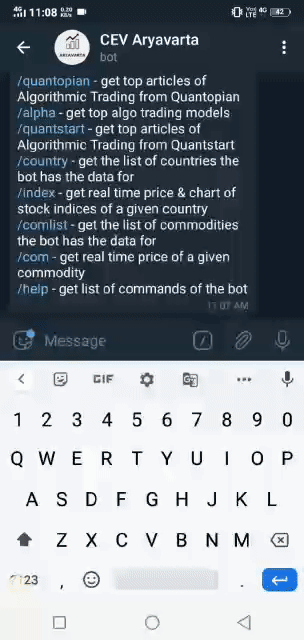 4G 11:08 0.20 KB/S VoI LTE 4G 42
CEV Aryavarta
ARYAVARTA
bot
/quantopian - get top articles of
Algorithmic Trading from Quantopian
/alpha - get top algo trading models
/quantstart - get top articles of
Algorithmic Trading from Quantstart
/country - get the list of countries the
bot has the data for
/index - get real time price & chart of
stock indices of a given country
/comlist - get the list of commodities
the bot has the data for
/com - get real time price of a given
commodity
/help - get list of commands of the bot
11:07 AM
Message
GIF
1 2 3 4 5 6 7 8 9 0
Q W E R T Y U I O P
A S D F G H J K L
Z X C V B N M
?123 , .